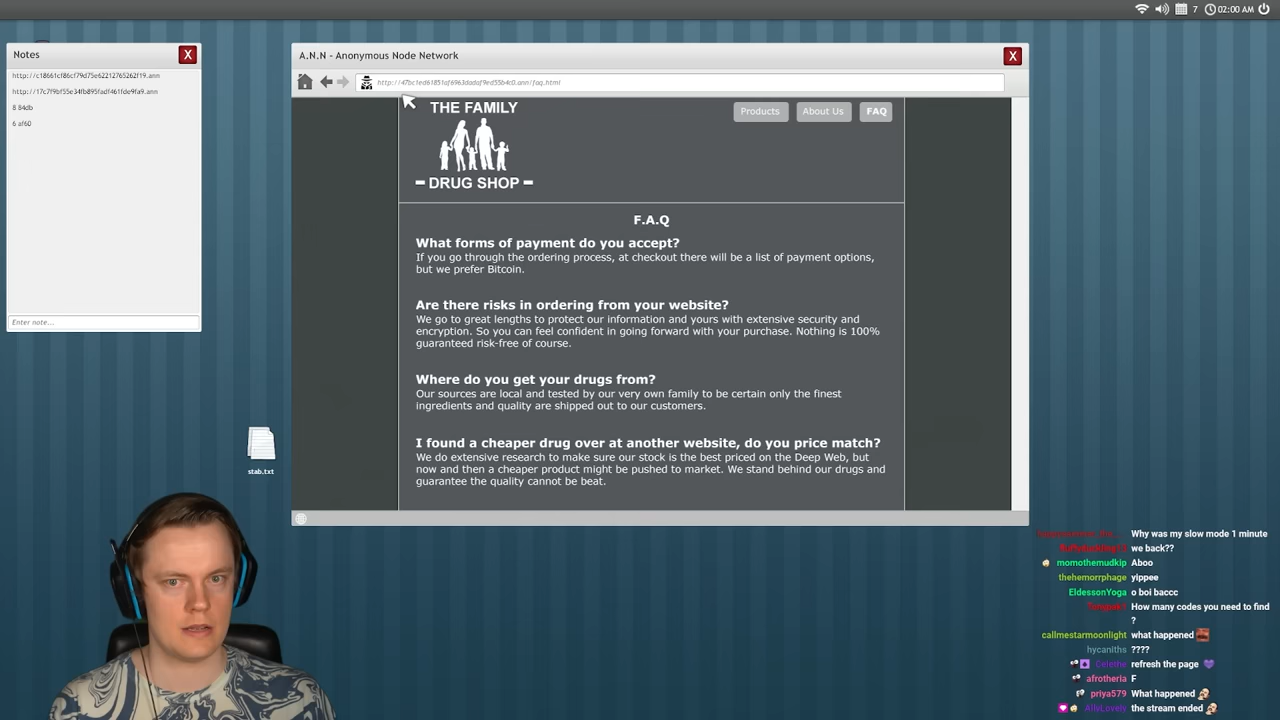 7 02:00 AM
Notes
X
http://c18661cf86cf79d75e62212765262f19.ann
http://17c7f9bf55e34fb895fadf461fde9fa9.ann
8 84db
6 af60
Enter note...
A.N.N - Anonymous Node Network
X
http://47bc1ed61851af6963dadaf9ed55b4c0.ann/faq.html
THE FAMILY
DRUG SHOP
Products
About Us
FAQ
F.A.Q
What forms of payment do you accept?
If you go through the ordering process, at checkout there will be a list of payment options,
but we prefer Bitcoin.
Are there risks in ordering from your website?
We go to great lengths to protect our information and yours with extensive security and
encryption. So you can feel confident in going forward with your purchase. Nothing is 100%
guaranteed risk-free of course.
Where do you get your drugs from?
Our sources are local and tested by our very own family to be certain only the finest
ingredients and quality are shipped out to our customers.
I found a cheaper drug over at another website, do you price match?
We do extensive research to make sure our stock is the best priced on the Deep Web, but
now and then a cheaper product might be pushed to market. We stand behind our drugs and
guarantee the quality cannot be beat.
stab.txt
Why was my slow mode 1 minute
we back??
momothemudkip Aboo
thehemorrphage yippee
EldessonYoga o boi baccc
How many codes you need to find
?
callmestarmoonlight what happened
hycaniths ????
Celethe refresh the page
afrotheria F
priya579 What happened
AllsLovely the stream ended